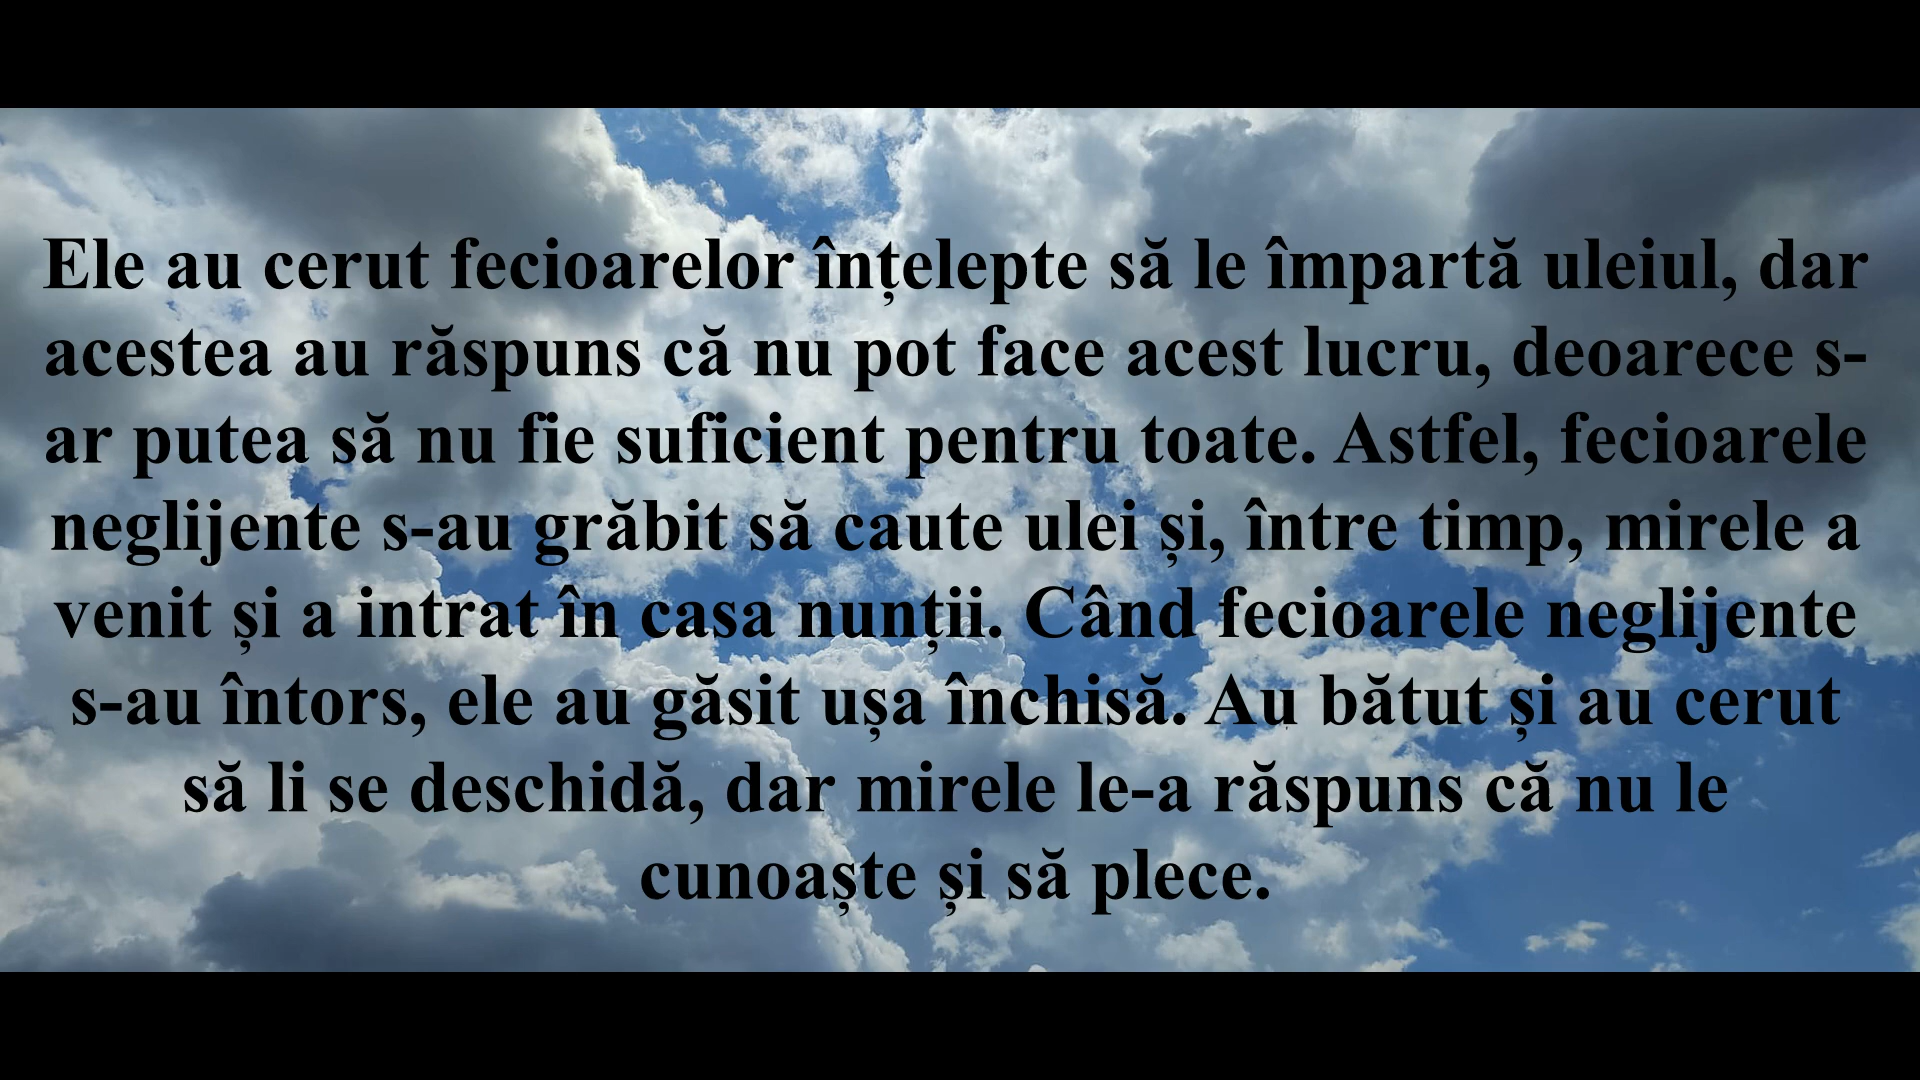 Ele au cerut fecioarelor înțelepte să le împartă uleiul, dar
acestea au răspuns că nu pot face acest lucru, deoarece s-
ar putea să nu fie suficient pentru toate. Astfel, fecioarele
neglijente s-au grăbit să caute ulei și, între timp, mirele a
venit și a intrat în casa nunții. Când fecioarele neglijente
s-au întors, ele au găsit ușa închisă. Au bătut și au cerut
să li se deschidă, dar mirele le-a răspuns că nu le
cunoaște și să plece.